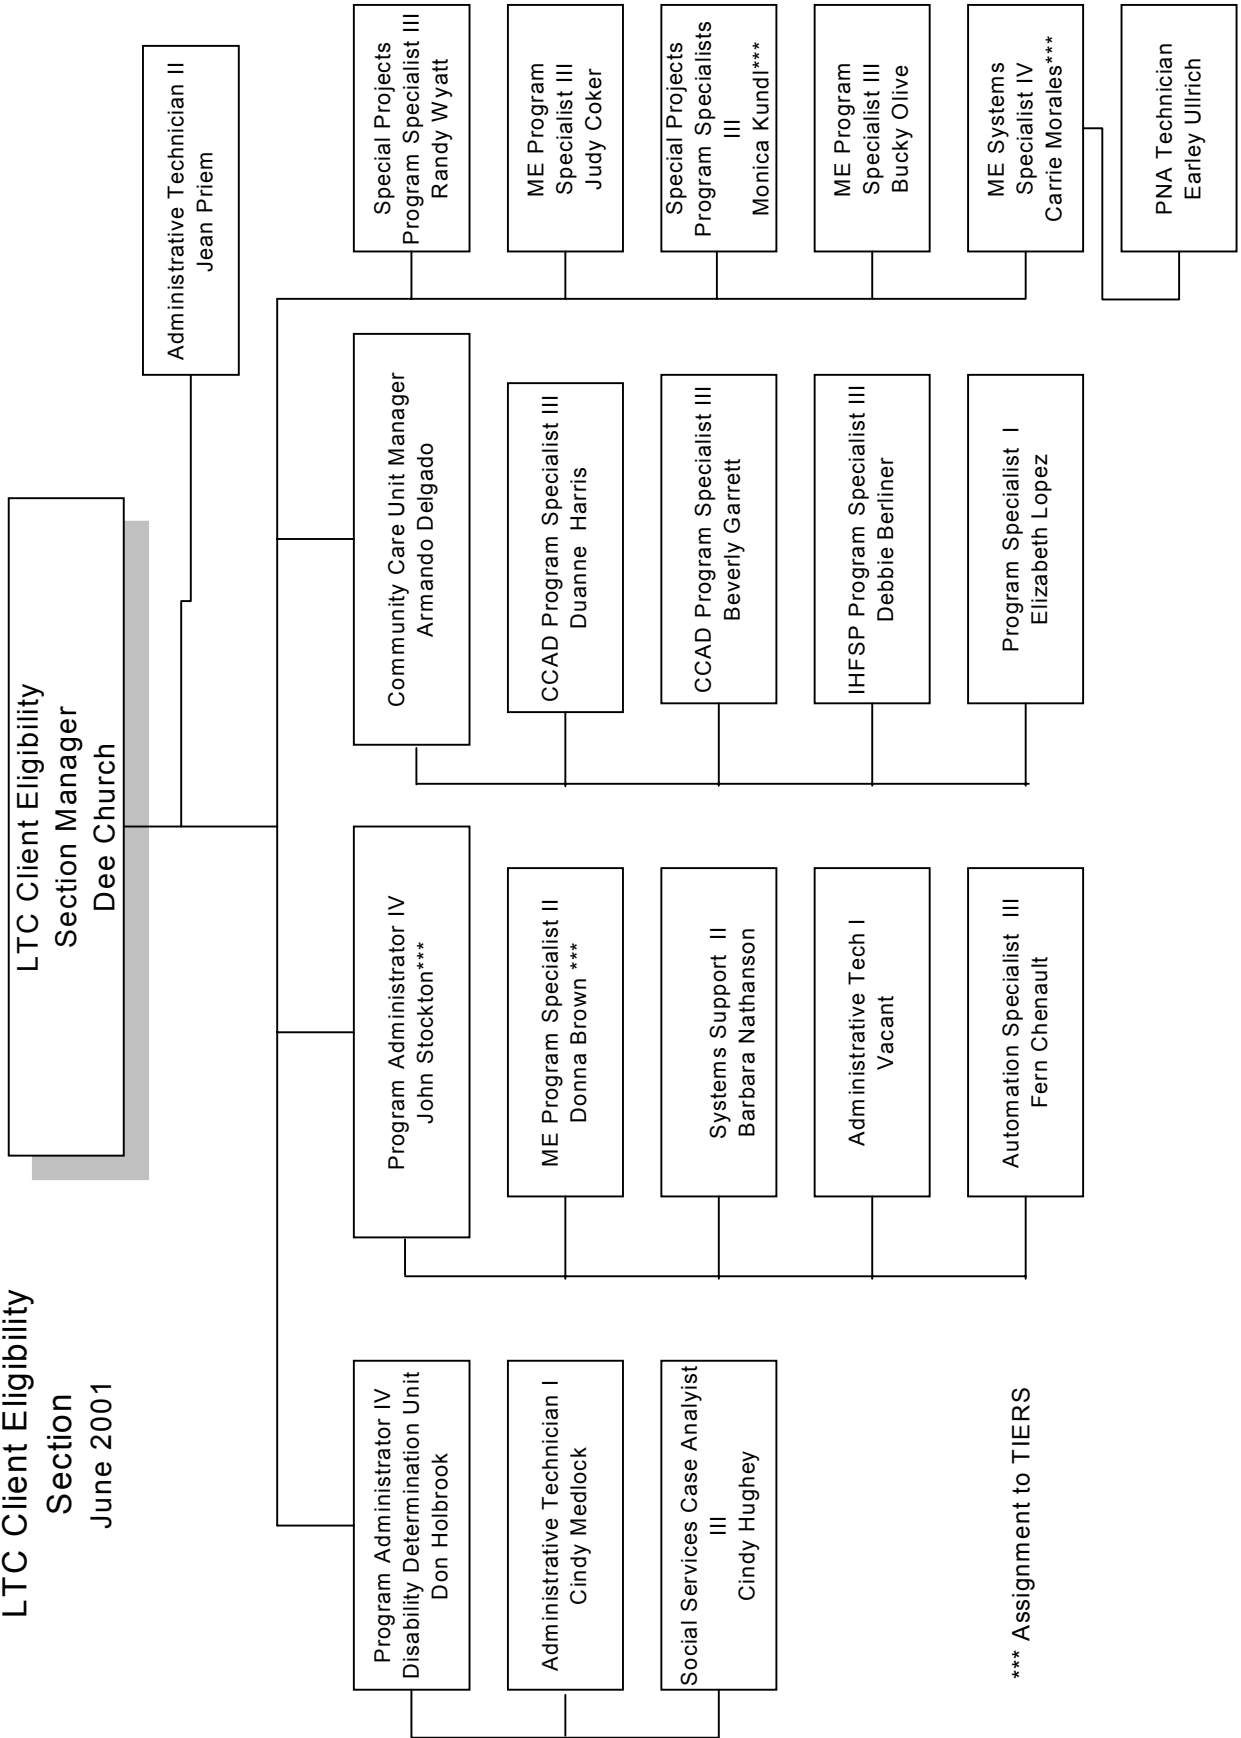 LTC Client Eligibility
Section
June 2001
LTC Client Eligibility
Section Manager
Dee Church
Administrative Technician II
Jean Priem
Program Administrator IV
Disability Determination Unit
Don Holbrook
Administrative Technician I
Cindy Medlock
Social Services Case Analyist
III
Cindy Hughey
Program Administrator IV
John Stockton***
ME Program Specialist II
Donna Brown ***
Systems Support II
Barbara Nathanson
Administrative Tech I
Vacant
Automation Specialist III
Fern Chenault
Community Care Unit Manager
Armando Delgado
CCAD Program Specialist III
Duanne Harris
CCAD Program Specialist III
Beverly Garrett
IHFSP Program Specialist III
Debbie Berliner
Program Specialist I
Elizabeth Lopez
Special Projects
Program Specialist III
Randy Wyatt
ME Program
Specialist III
Judy Coker
Special Projects
Program Specialists
III
Monica Kundl***
ME Program
Specialist III
Bucky Olive
ME Systems
Specialist IV
Carrie Morales***
PNA Technician
Earley Ullrich
*** Assignment to TIERS